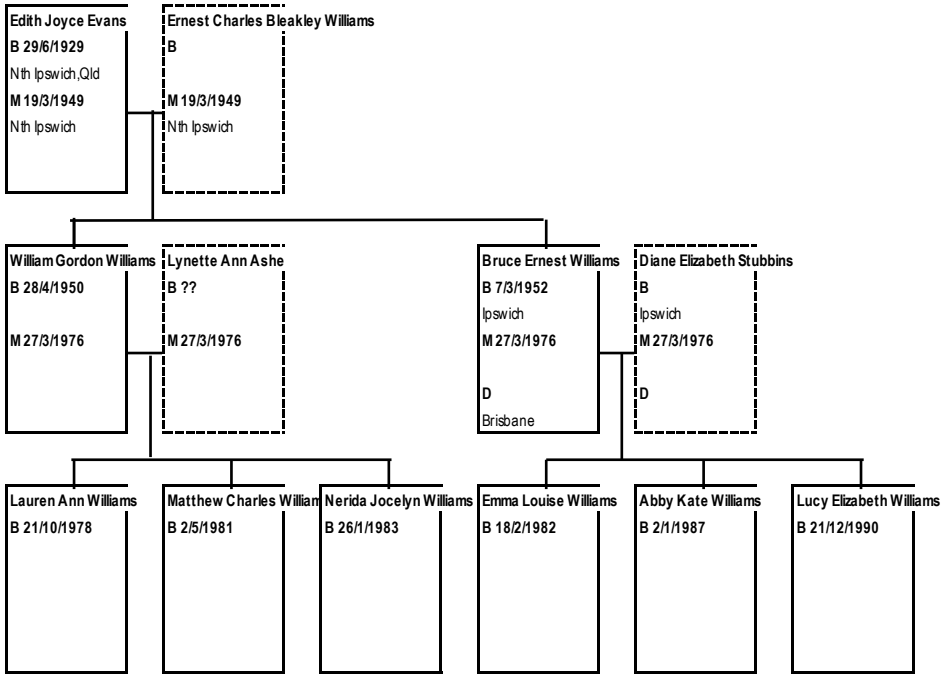 Edith Joyce Evans
B 29/6/1929
Nth Ipswich,Qld
M 19/3/1949
Nth Ipswich
Ernest Charles Bleakley Williams
B
M 19/3/1949
Nth Ipswich
William Gordon Williams
B 28/4/1950
M 27/3/1976
Lynette Ann Ashe
B ??
M 27/3/1976
Bruce Ernest Williams
B 7/3/1952
Ipswich
M 27/3/1976
D
Brisbane
Diane Elizabeth Stubbins
B
Ipswich
M 27/3/1976
D
Lauren Ann Williams
B 21/10/1978
Matthew Charles William
B 2/5/1981
Nerida Jocelyn Williams
B 26/1/1983
Emma Louise Williams
B 18/2/1982
Abby Kate Williams
B 2/1/1987
Lucy Elizabeth Williams
B 21/12/1990